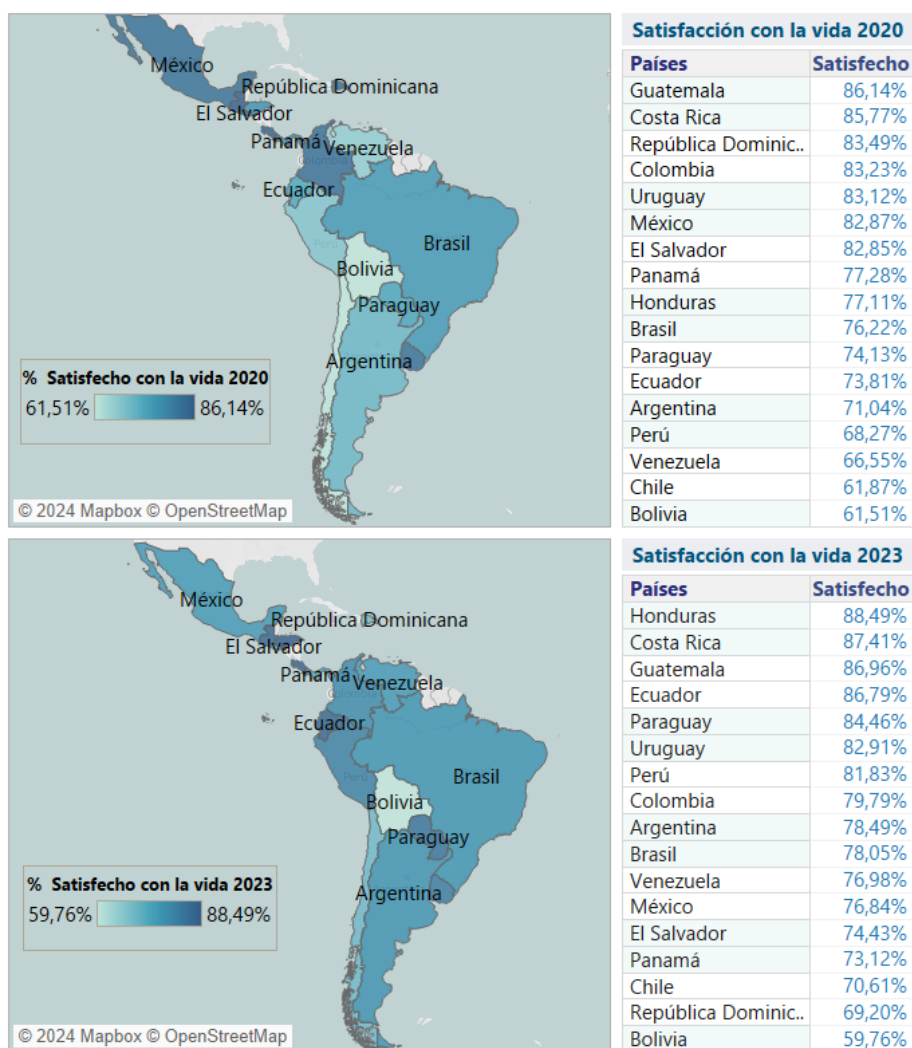 México
República Dominicana
El Salvador
Panamá
Venezuela
Colombia
Ecuador
Brasil
Perú
Bolivia
Paraguay
Argentina
% Satisfecho con la vida 2020
61,51% 86,14%
© 2024 Mapbox © OpenStreetMap
Satisfacción con la vida 2020
Países Satisfecho
Guatemala 86,14%
Costa Rica 85,77%
República Dominic.. 83,49%
Colombia 83,23%
Uruguay 83,12%
México 82,87%
El Salvador 82,85%
Panamá 77,28%
Honduras 77,11%
Brasil 76,22%
Paraguay 74,13%
Ecuador 73,81%
Argentina 71,04%
Perú 68,27%
Venezuela 66,55%
Chile 61,87%
Bolivia 61,51%
México
República Dominicana
El Salvador
Panamá
Venezuela
Colombia
Ecuador
Brasil
Perú
Bolivia
Paraguay
Argentina
% Satisfecho con la vida 2023
59,76% 88,49%
© 2024 Mapbox © OpenStreetMap
Satisfacción con la vida 2023
Países Satisfecho
Honduras 88,49%
Costa Rica 87,41%
Guatemala 86,96%
Ecuador 86,79%
Paraguay 84,46%
Uruguay 82,91%
Perú 81,83%
Colombia 79,79%
Argentina 78,49%
Brasil 78,05%
Venezuela 76,98%
México 76,84%
El Salvador 74,43%
Panamá 73,12%
Chile 70,61%
República Dominic.. 69,20%
Bolivia 59,76%